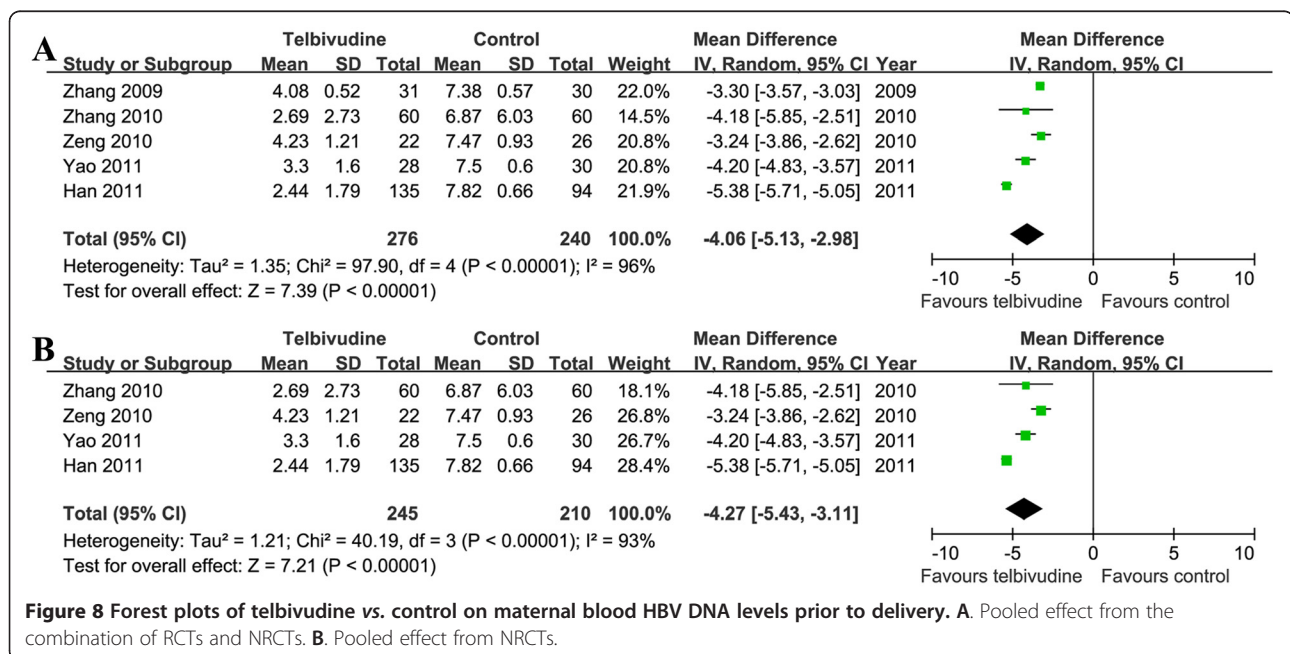 A
Telbivudine Control Mean Difference Mean Difference
Study or Subgroup Mean SD Total Mean SD Total Weight IV, Random, 95% CI Year IV, Random, 95% CI
Zhang 2009 4.08 0.52 31 7.38 0.57 30 22.0% -3.30 [-3.57, -3.03] 2009
Zhang 2010 2.69 2.73 60 6.87 6.03 60 14.5% -4.18 [-5.85, -2.51] 2010
Zeng 2010 4.23 1.21 22 7.47 0.93 26 20.8% -3.24 [-3.86, -2.62] 2010
Yao 2011 3.3 1.6 28 7.5 0.6 30 20.8% -4.20 [-4.83, -3.57] 2011
Han 2011 2.44 1.79 135 7.82 0.66 94 21.9% -5.38 [-5.71, -5.05] 2011
Total (95% CI) 276 240 100.0% -4.06 [-5.13, -2.98]
Heterogeneity: Tau² = 1.35; Chi² = 97.90, df = 4 (P < 0.00001); I² = 96%
Test for overall effect: Z = 7.39 (P < 0.00001)
-10 -5 0 5 10
Favours telbivudine Favours control
B
Telbivudine Control Mean Difference Mean Difference
Study or Subgroup Mean SD Total Mean SD Total Weight IV, Random, 95% CI Year IV, Random, 95% CI
Zhang 2010 2.69 2.73 60 6.87 6.03 60 18.1% -4.18 [-5.85, -2.51] 2010
Zeng 2010 4.23 1.21 22 7.47 0.93 26 26.8% -3.24 [-3.86, -2.62] 2010
Yao 2011 3.3 1.6 28 7.5 0.6 30 26.7% -4.20 [-4.83, -3.57] 2011
Han 2011 2.44 1.79 135 7.82 0.66 94 28.4% -5.38 [-5.71, -5.05] 2011
Total (95% CI) 245 210 100.0% -4.27 [-5.43, -3.11]
Heterogeneity: Tau² = 1.21; Chi² = 40.19, df = 3 (P < 0.00001); I² = 93%
Test for overall effect: Z = 7.21 (P < 0.00001)
-10 -5 0 5 10
Favours telbivudine Favours control
Figure 8 Forest plots of telbivudine vs. control on maternal blood HBV DNA levels prior to delivery. A. Pooled effect from the
combination of RCTs and NRCTs. B. Pooled effect from NRCTs.